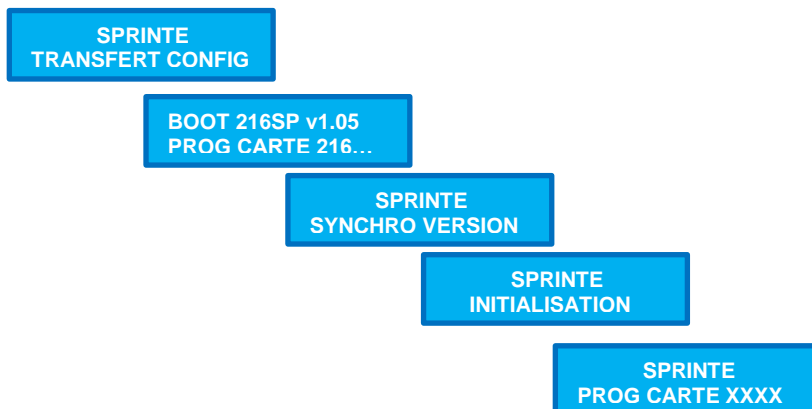 SPRINTE
TRANSFERT CONFIG
BOOT 216SP v1.05
PROG CARTE 216…
SPRINTE
SYNCHRO VERSION
SPRINTE
INITIALISATION
SPRINTE
PROG CARTE XXXX